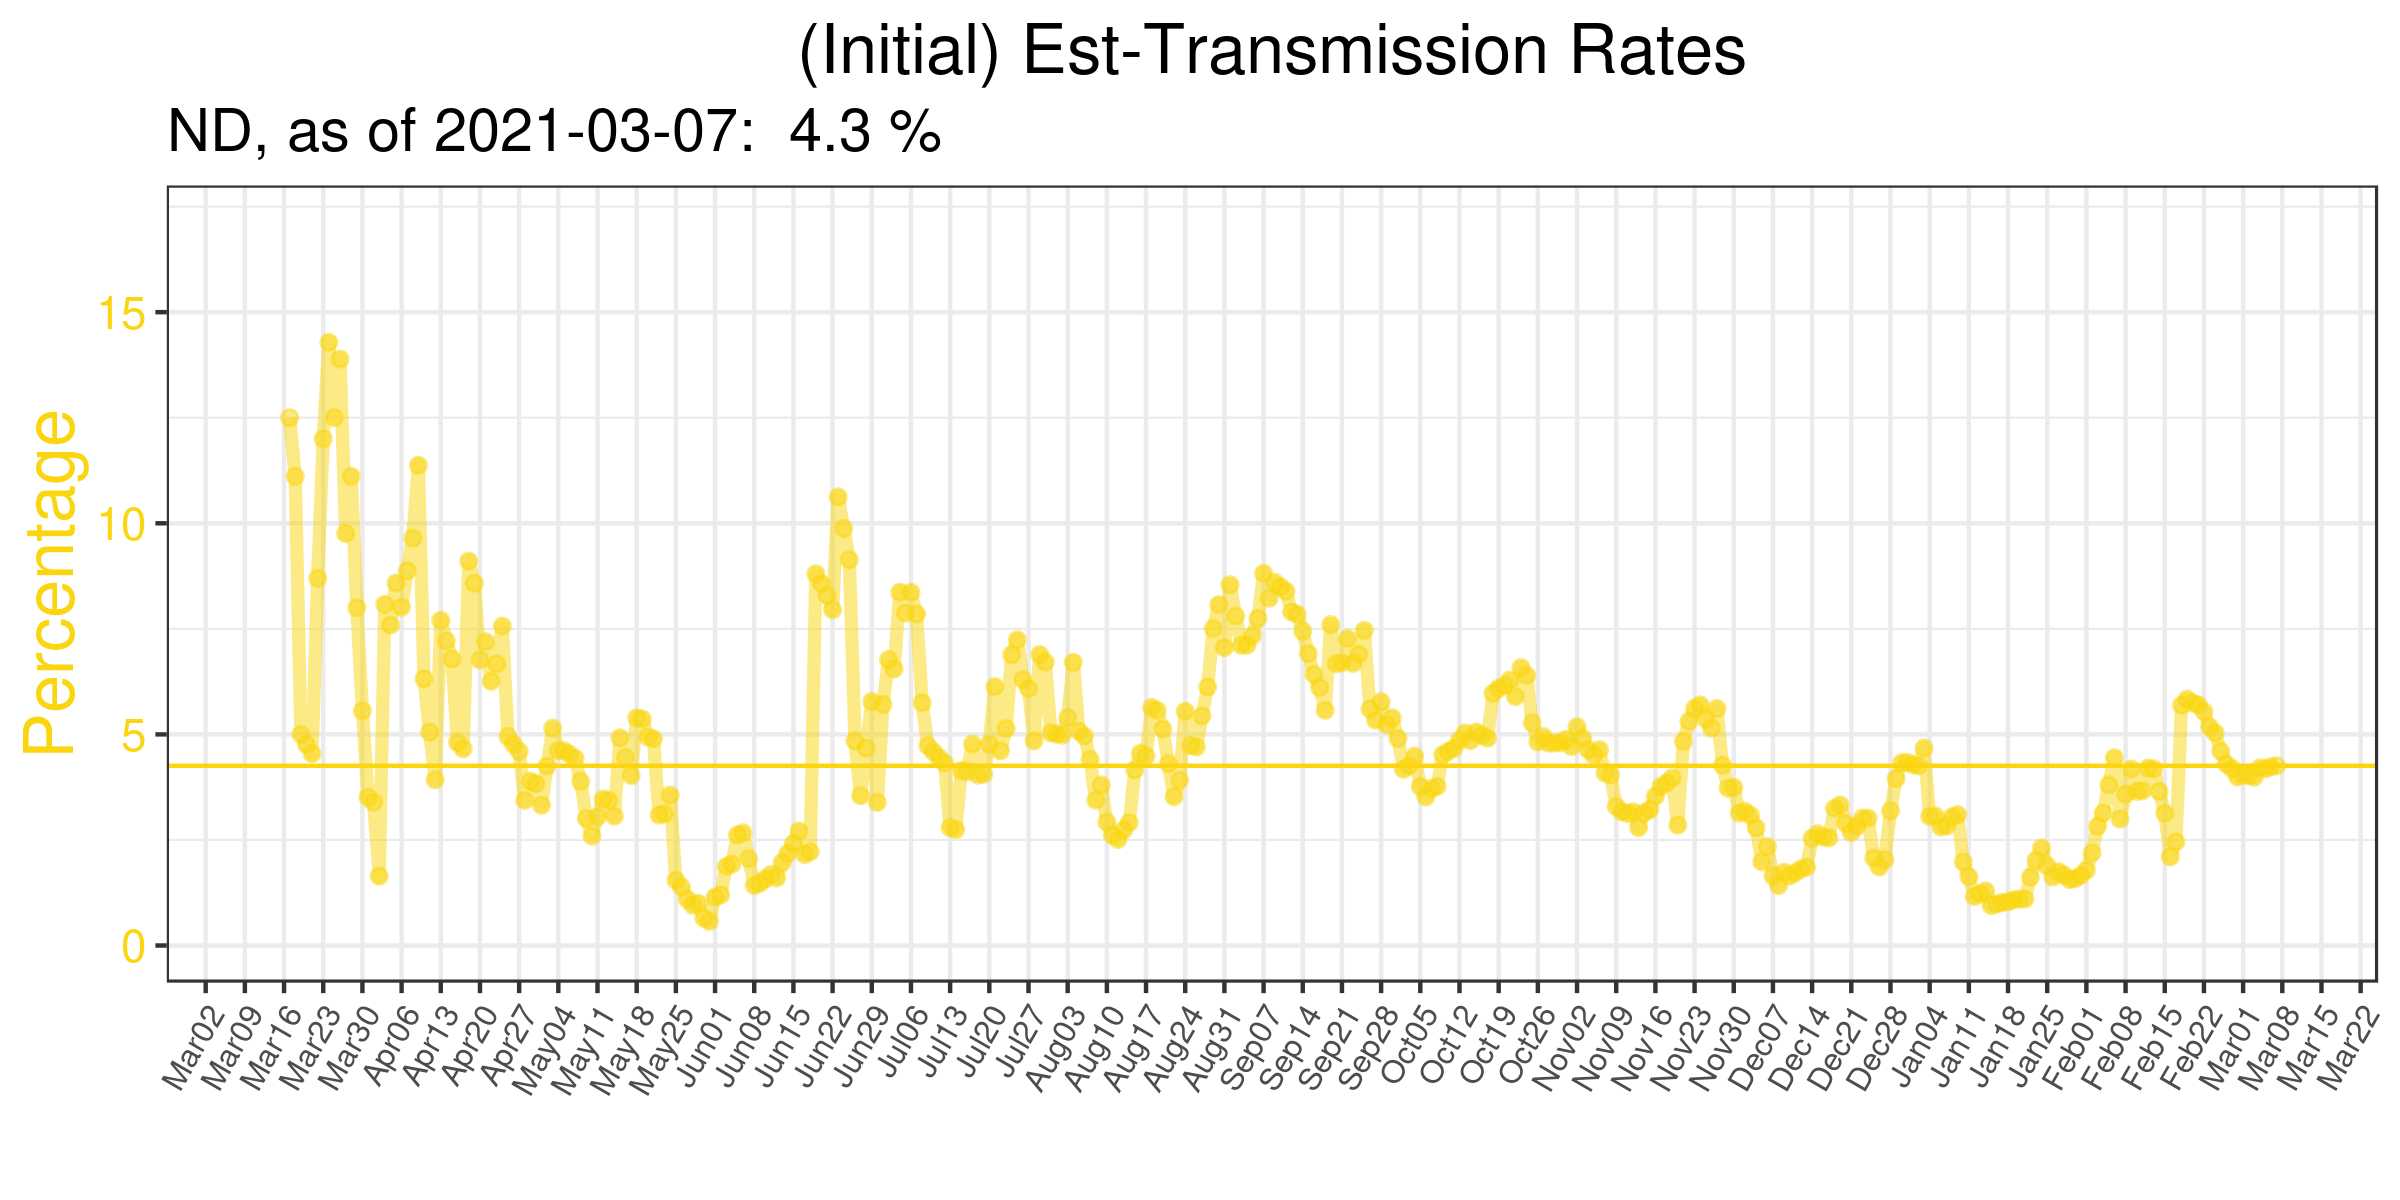 (Initial) Est-Transmission Rates
ND, as of 2021-03-07:  4.3 %
Percentage
15
10
5
0
Mar02
Mar09
Mar16
Mar23
Mar30
Apr06
Apr13
Apr20
Apr27
May04
May11
May18
May25
Jun01
Jun08
Jun15
Jun22
Jun29
Jul06
Jul13
Jul20
Jul27
Aug03
Aug10
Aug17
Aug24
Aug31
Sep07
Sep14
Sep21
Sep28
Oct05
Oct12
Oct19
Oct26
Nov02
Nov09
Nov16
Nov23
Nov30
Dec07
Dec14
Dec21
Dec28
Jan04
Jan11
Jan18
Jan25
Feb01
Feb08
Feb15
Feb22
Mar01
Mar08
Mar15
Mar22